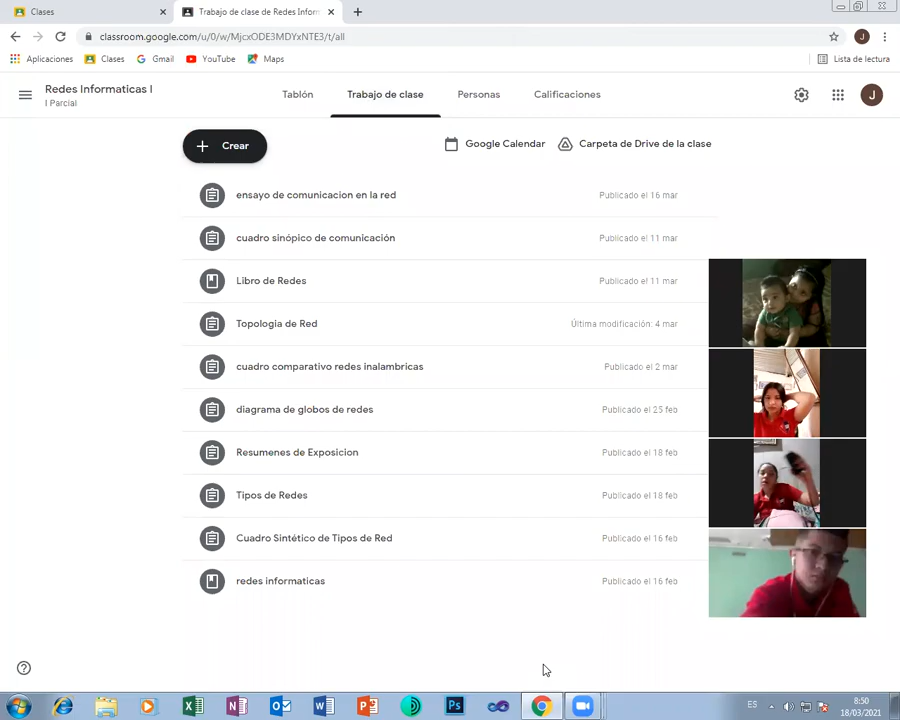 Clases
Trabajo de clase de Redes Inform
classroom.google.com/u/0/w/MjcxODE3MDYxNTE3/t/all
J
Aplicaciones
Clases
Gmail
YouTube
Maps
Lista de lectura
Redes Informaticas I
I Parcial
Tablón
Trabajo de clase
Personas
Calificaciones
J
Crear
Google Calendar
Carpeta de Drive de la clase
ensayo de comunicacion en la red
Publicado el 16 mar
cuadro sinópico de comunicación
Publicado el 11 mar
Libro de Redes
Publicado el 11 mar
Topologia de Red
Última modificación: 4 mar
cuadro comparativo redes inalambricas
Publicado el 2 mar
diagrama de globos de redes
Publicado el 25 feb
Resumenes de Exposicion
Publicado el 18 feb
Tipos de Redes
Publicado el 18 feb
Cuadro Sintético de Tipos de Red
Publicado el 16 feb
redes informaticas
Publicado el 16 feb
ES
8:50
18/03/2021